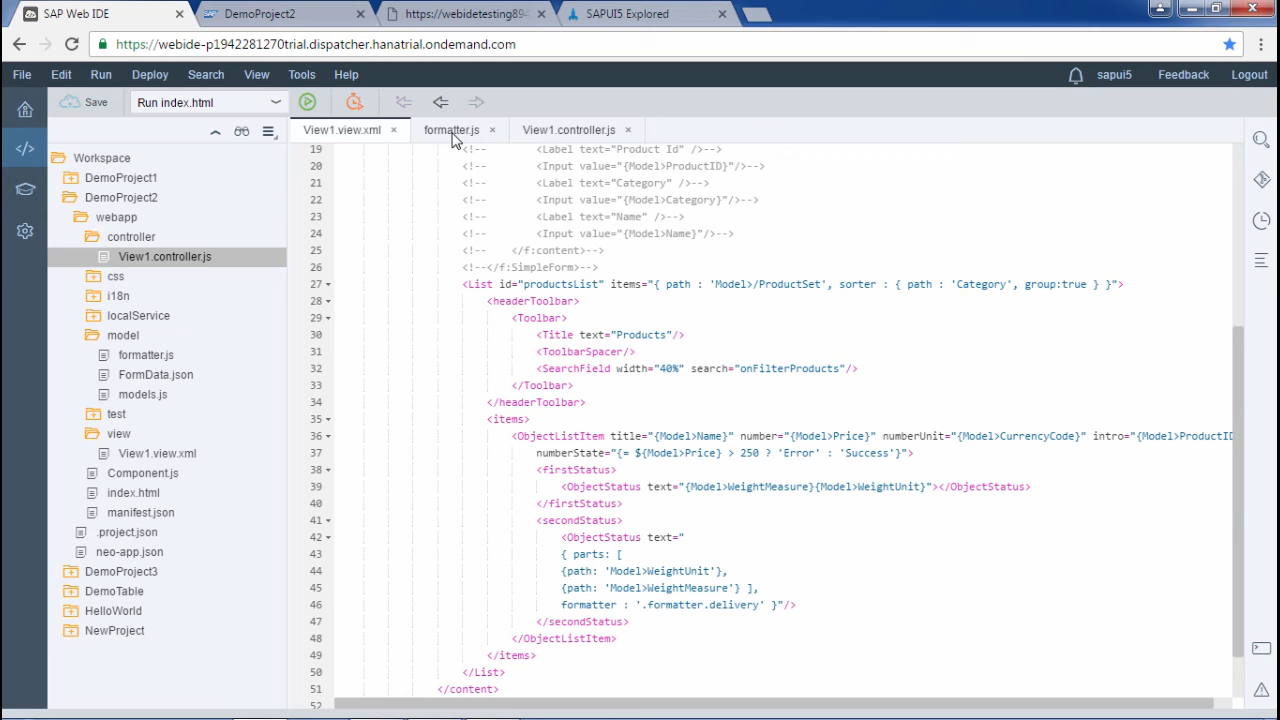 SAP Web IDE
DemoProject2
https://webidetesting894
SAPUI5 Explored
https://webide-p1942281270trial.dispatcher.hanatrial.ondemand.com
File Edit Run Deploy Search View Tools Help
sapui5 Feedback Logout
Save Run index.html
View1.view.xml × formatter.js × View1.controller.js ×
Workspace
DemoProject1
DemoProject2
webapp
controller
View1.controller.js
css
i18n
localService
model
formatter.js
FormData.json
models.js
test
view
View1.view.xml
Component.js
index.html
manifest.json
.project.json
neo-app.json
DemoProject3
DemoTable
HelloWorld
NewProject
19 <!-- <Label text="Product Id" />-->
20 <!-- <Input value="{Model>ProductID}"/>-->
21 <!-- <Label text="Category" />-->
22 <!-- <Input value="{Model>Category}"/>-->
23 <!-- <Label text="Name" />-->
24 <!-- <Input value="{Model>Name}"/>-->
25 <!-- </f:content>-->
26 <!--</f:SimpleForm>-->
27 <List id="productsList" items="{ path : 'Model>/ProductSet', sorter : { path : 'Category', group:true } }">
28 <headerToolbar>
29 <Toolbar>
30 <Title text="Products"/>
31 <ToolbarSpacer/>
32 <SearchField width="40%" search="onFilterProducts"/>
33 </Toolbar>
34 </headerToolbar>
35 <items>
36 <ObjectListItem title="{Model>Name}" number="{Model>Price}" numberUnit="{Model>CurrencyCode}" intro="{Model>ProductID
37 numberState="{= ${Model>Price} > 250 ? 'Error' : 'Success'}">
38 <firstStatus>
39 <ObjectStatus text="{Model>WeightMeasure}{Model>WeightUnit}"></ObjectStatus>
40 </firstStatus>
41 <secondStatus>
42 <ObjectStatus text="
43 { parts: [
44 {path: 'Model>WeightUnit'},
45 {path: 'Model>WeightMeasure'} ],
46 formatter : '.formatter.delivery' }"/>
47 </secondStatus>
48 </ObjectListItem>
49 </items>
50 </List>
51 </content>
52